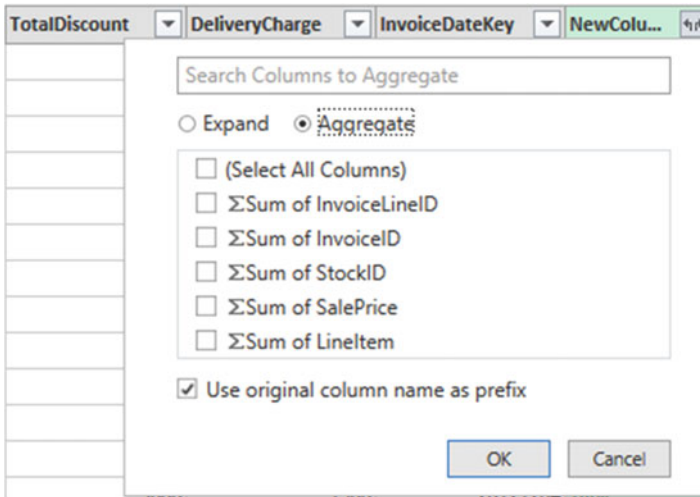 TotalDiscount DeliveryCharge InvoiceDateKey NewColu...
Search Columns to Aggregate
Expand Aggregate
(Select All Columns)
ΣSum of InvoiceLineID
ΣSum of InvoiceID
ΣSum of StockID
ΣSum of SalePrice
ΣSum of LineItem
Use original column name as prefix
OK Cancel